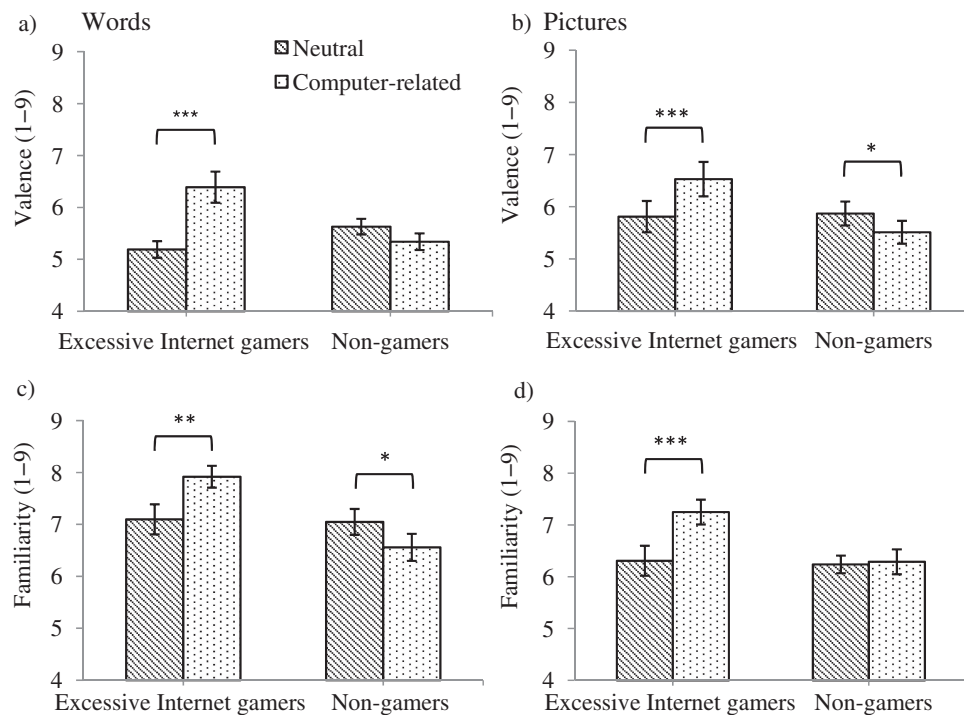 a) Words
b) Pictures
Neutral
Computer-related
Valence (1–9)
9
8
7
6
5
4
***
Excessive Internet gamers Non-gamers
Valence (1–9)
9
8
7
6
5
4
***
*
Excessive Internet gamers Non-gamers
c)
Familiarity (1–9)
9
8
7
6
5
4
**
*
Excessive Internet gamers Non-gamers
d)
Familiarity (1–9)
9
8
7
6
5
4
***
Excessive Internet gamers Non-gamers